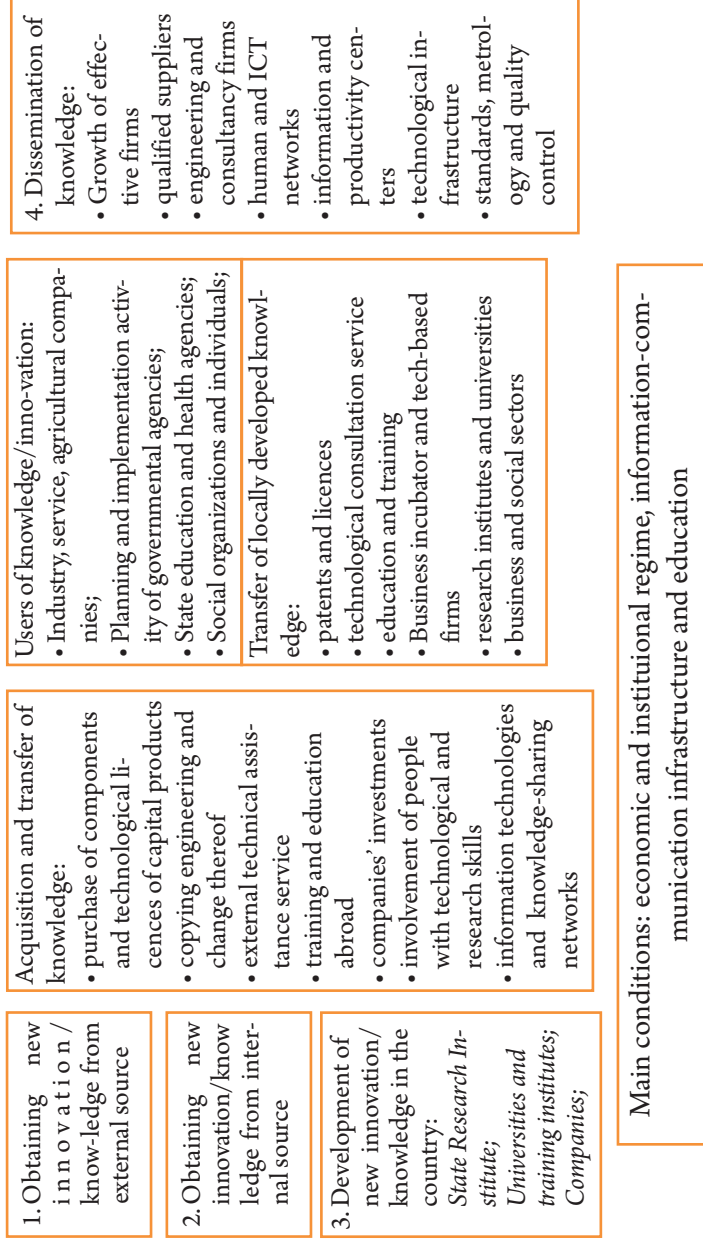 1. Obtaining new
innovation/
know-ledge from
external source
2. Obtaining new
innovation/know
ledge from inter-
nal source
3. Development of
new innovation/
knowledge in the
country:
State Research In-
stitute;
Universities and
training institutes;
Companies;
Acquisition and transfer of
knowledge:
• purchase of components
and technological li-
cences of capital products
• copying engineering and
change thereof
• external technical assis-
tance service
• training and education
abroad
• companies’ investments
• involvement of people
with technological and
research skills
• information technologies
and knowledge-sharing
networks
Users of knowledge/inno-vation:
• Industry, service, agricultural compa-
nies;
• Planning and implementation activ-
ity of governmental agencies;
• State education and health agencies;
• Social organizations and individuals;
Transfer of locally developed knowl-
edge:
• patents and licences
• technological consultation service
• education and training
• Business incubator and tech-based
firms
• research institutes and universities
• business and social sectors
4. Dissemination of
knowledge:
• Growth of effec-
tive firms
• qualified suppliers
• engineering and
consultancy firms
• human and ICT
networks
• information and
productivity cen-
ters
• technological in-
frastructure
• standards, metrol-
ogy and quality
control
Main conditions: economic and instituional regime, information-com-
munication infrastructure and education